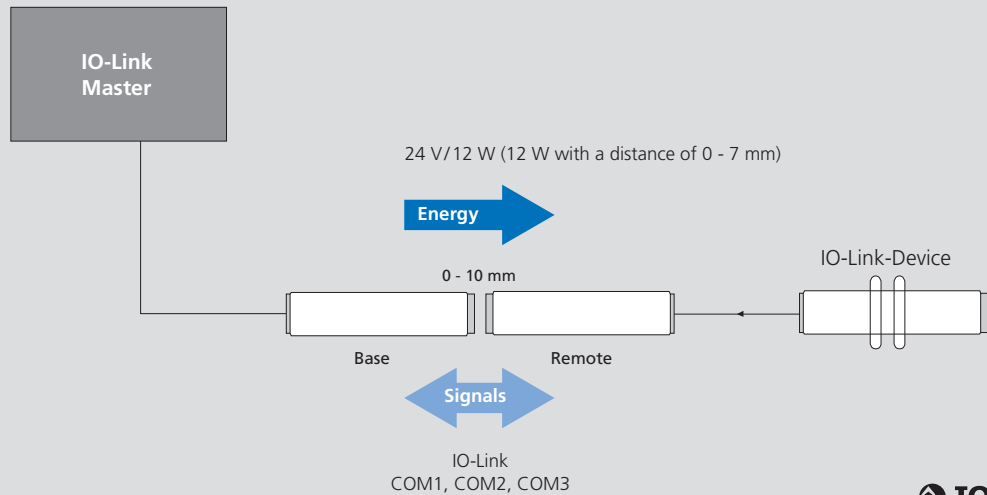 IO-Link
Master
24 V/12 W (12 W with a distance of 0 - 7 mm)
Energy
0 - 10 mm
IO-Link-Device
Base
Remote
Signals
IO-Link
COM1, COM2, COM3
IO